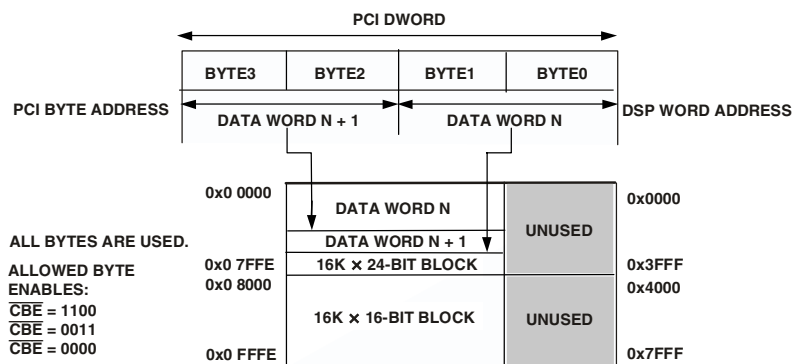 PCI DWORD
BYTE3 BYTE2 BYTE1 BYTE0
PCI BYTE ADDRESS
DATA WORD N + 1 DATA WORD N
DSP WORD ADDRESS
0x0 0000
DATA WORD N
0x0000
UNUSED
ALL BYTES ARE USED.
DATA WORD N + 1
0x0 7FFE 16K × 24-BIT BLOCK 0x3FFF
ALLOWED BYTE
ENABLES:
0x0 8000 0x4000
CBE = 1100
CBE = 0011
CBE = 0000
16K × 16-BIT BLOCK UNUSED
0x0 FFFE 0x7FFF